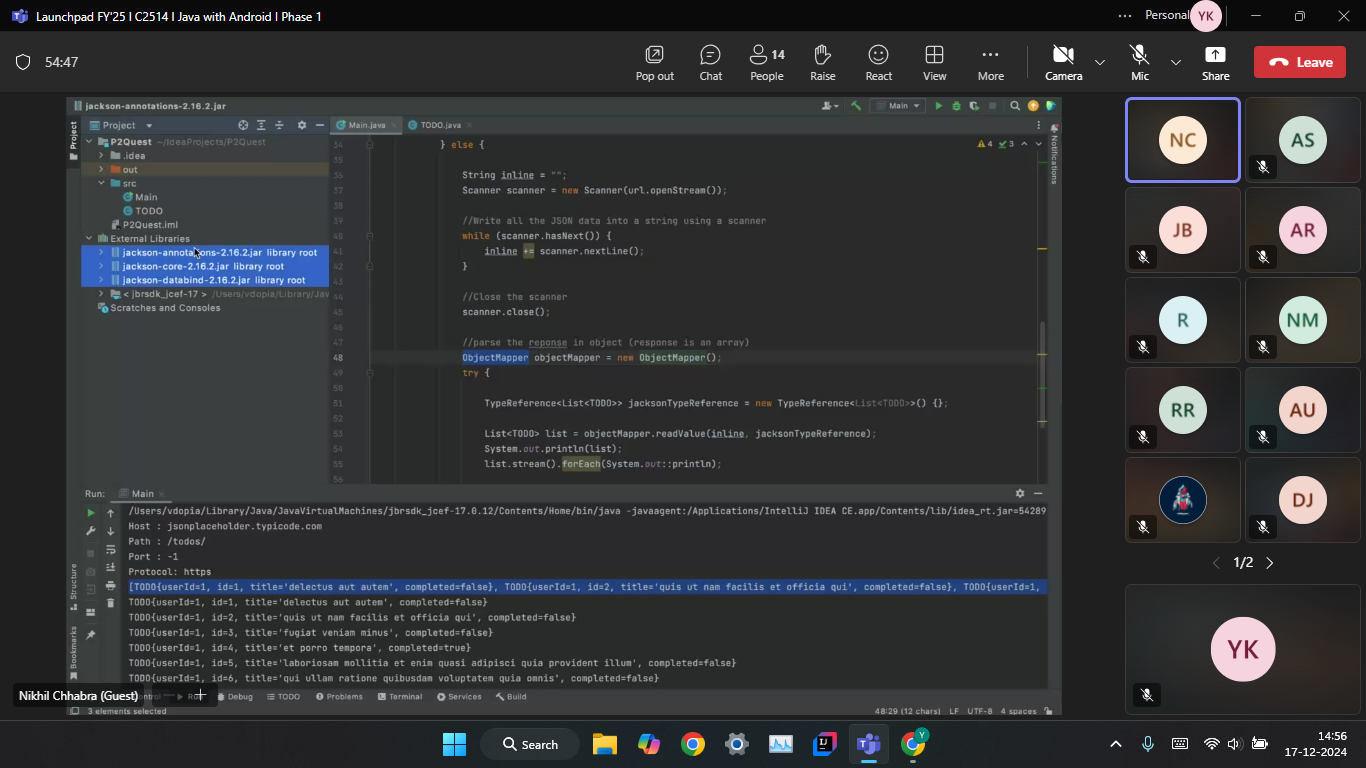 Launchpad FY'25 | C2514 | Java with Android | Phase 1
Personal
YK
54:47
Pop out
Chat
14
People
Raise
React
View
More
Camera
Mic
Share
Leave
jackson-annotations-2.16.2.jar
Main
Project
Project
P2Quest ~/IdeaProjects/P2Quest
.idea
out
src
Main
TODO
P2Quest.iml
External Libraries
jackson-annotations-2.16.2.jar library root
jackson-core-2.16.2.jar library root
jackson-databind-2.16.2.jar library root
< jbrsdk_jcef-17 > /Users/vdopia/Library/Jav
Scratches and Consoles
Main.java
TODO.java
4 3
Notifications
34 } else {
35
36 String inline = "";
37 Scanner scanner = new Scanner(url.openStream());
38
39 //Write all the JSON data into a string using a scanner
40 while (scanner.hasNext()) {
41 inline += scanner.nextLine();
42 }
43
44 //Close the scanner
45 scanner.close();
46
47 //parse the reponse in object (response is an array)
48 ObjectMapper objectMapper = new ObjectMapper();
49 try {
50
51 TypeReference<List<TODO>> jacksonTypeReference = new TypeReference<List<TODO>>() {};
52
53 List<TODO> list = objectMapper.readValue(inline, jacksonTypeReference);
54 System.out.println(list);
55 list.stream().forEach(System.out::println);
56
Run: Main
/Users/vdopia/Library/Java/JavaVirtualMachines/jbrsdk_jcef-17.0.12/Contents/Home/bin/java -javaagent:/Applications/IntelliJ IDEA CE.app/Contents/lib/idea_rt.jar=54289
Host : jsonplaceholder.typicode.com
Path : /todos/
Port : -1
Protocol: https
[TODO{userId=1, id=1, title='delectus aut autem', completed=false}, TODO{userId=1, id=2, title='quis ut nam facilis et officia qui', completed=false}, TODO{userId=1,
TODO{userId=1, id=1, title='delectus aut autem', completed=false}
TODO{userId=1, id=2, title='quis ut nam facilis et officia qui', completed=false}
TODO{userId=1, id=3, title='fugiat veniam minus', completed=false}
TODO{userId=1, id=4, title='et porro tempora', completed=true}
TODO{userId=1, id=5, title='laboriosam mollitia et enim quasi adipisci quia provident illum', completed=false}
TODO{userId=1, id=6, title='qui ullam ratione quibusdam voluptatem quia omnis', completed=false}
Structure
Bookmarks
Nikhil Chhabra (Guest)
Debug
TODO
Problems
Terminal
Services
Build
3 elements selected
48:29 (12 chars) LF UTF-8 4 spaces
NC
AS
JB
AR
R
NM
RR
AU
DJ
1/2
YK
Search
Y
14:56
17-12-2024